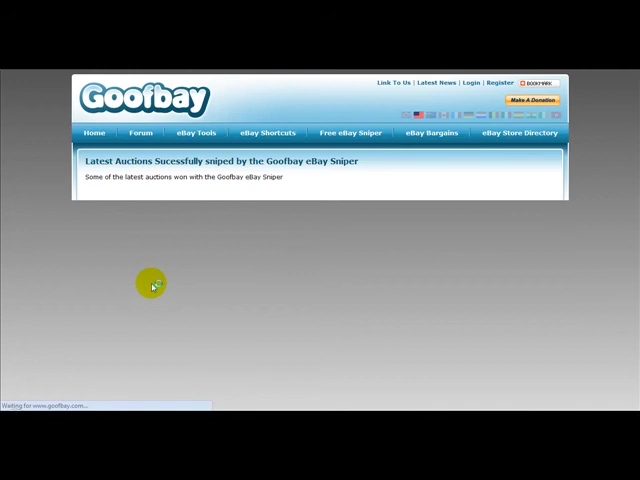 Goofbay
Link To Us | Latest News | Login | Register
BOOKMARK
Make A Donation
Home Forum eBay Tools eBay Shortcuts Free eBay Sniper eBay Bargains eBay Store Directory
Latest Auctions Sucessfully sniped by the Goofbay eBay Sniper
Some of the latest auctions won with the Goofbay eBay Sniper
Waiting for www.goofbay.com...